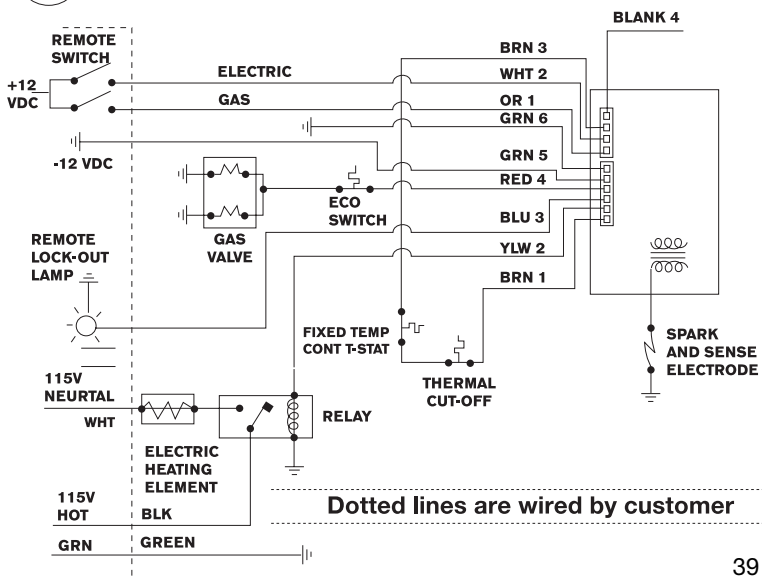 BLANK 4
REMOTE
SWITCH
+12
VDC
ELECTRIC
GAS
-12 VDC
BRN 3
WHT 2
OR 1
GRN 6
GRN 5
RED 4
BLU 3
YLW 2
BRN 1
ECO
SWITCH
GAS
VALVE
REMOTE
LOCK-OUT
LAMP
FIXED TEMP
CONT T-STAT
THERMAL
CUT-OFF
SPARK
AND SENSE
ELECTRODE
115V
NEURTAL
WHT
RELAY
ELECTRIC
HEATING
ELEMENT
115V
HOT
BLK
GRN
GREEN
Dotted lines are wired by customer
39